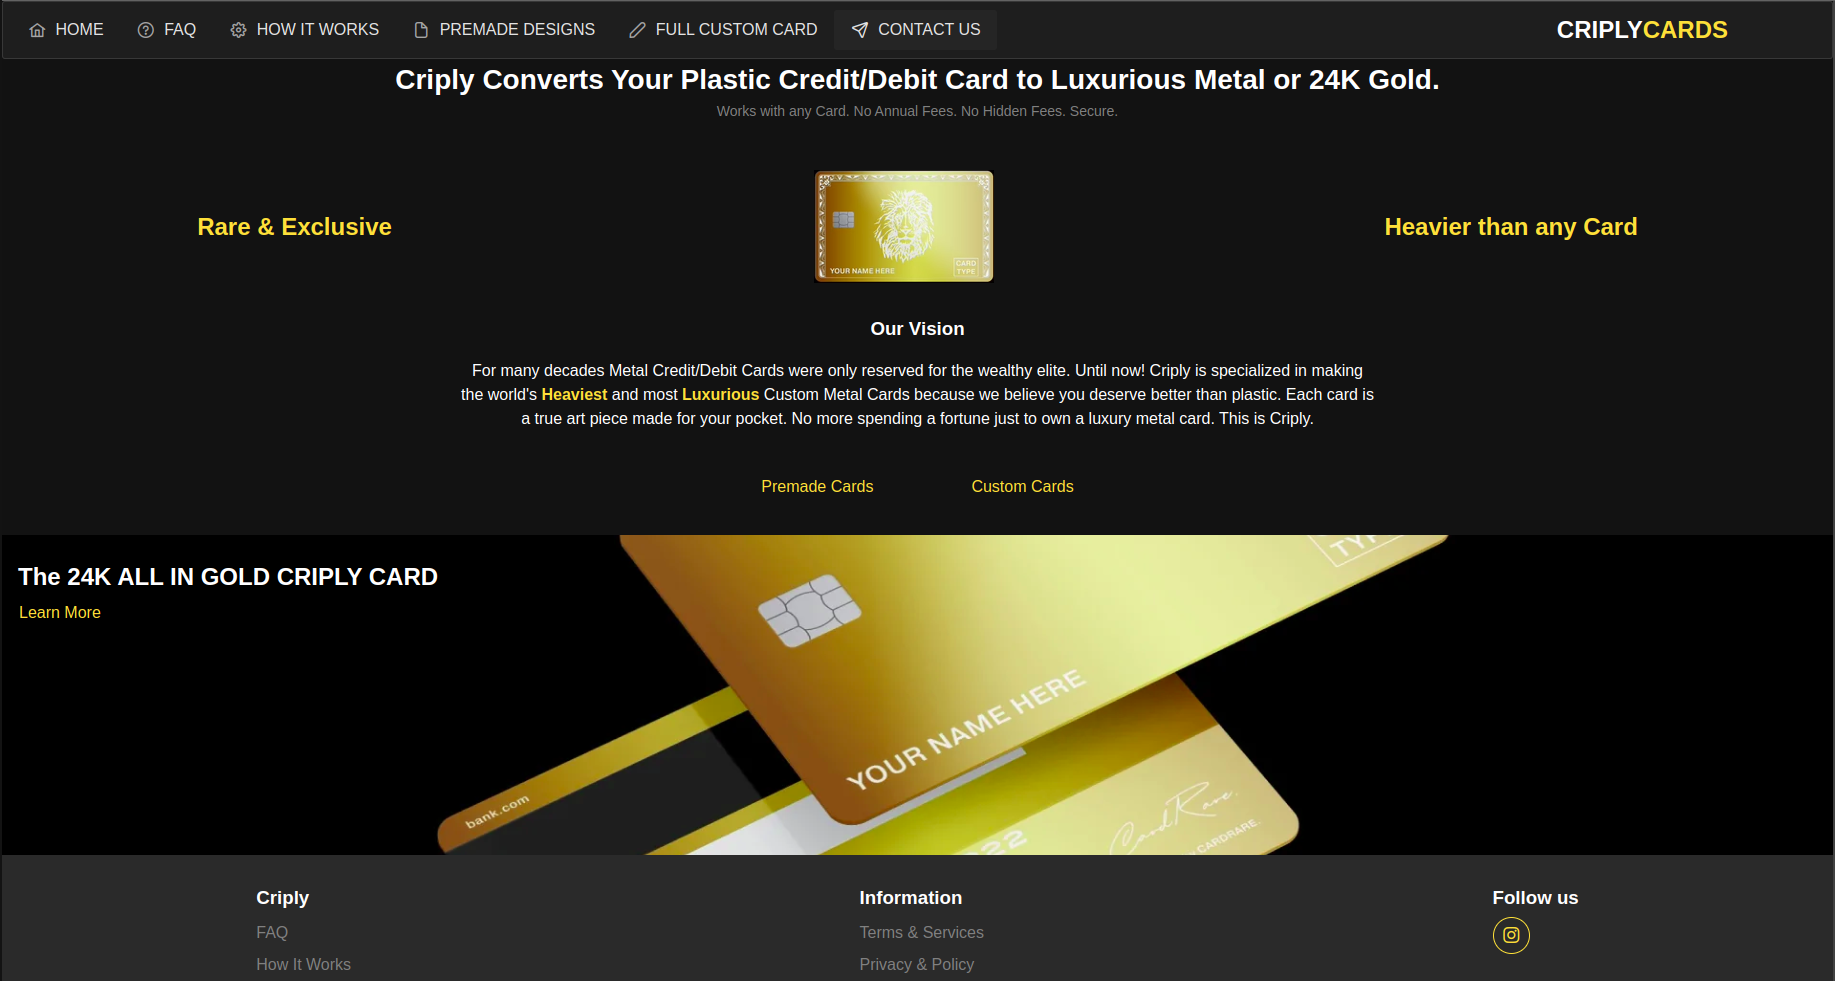 HOME FAQ HOW IT WORKS PREMADE DESIGNS FULL CUSTOM CARD CONTACT US CRIPLYCARDS
Criply Converts Your Plastic Credit/Debit Card to Luxurious Metal or 24K Gold.
Works with any Card. No Annual Fees. No Hidden Fees. Secure.
Rare & Exclusive
YOUR NAME HERE
CARD
TYPE
Heavier than any Card
Our Vision
For many decades Metal Credit/Debit Cards were only reserved for the wealthy elite. Until now! Criply is specialized in making
the world's Heaviest and most Luxurious Custom Metal Cards because we believe you deserve better than plastic. Each card is
a true art piece made for your pocket. No more spending a fortune just to own a luxury metal card. This is Criply.
Premade Cards Custom Cards
The 24K ALL IN GOLD CRIPLY CARD
Learn More
TYP
YOUR NAME HERE
bank.com
022
CardRare.
CARDRARE.
Criply
FAQ
How It Works
Information
Terms & Services
Privacy & Policy
Follow us